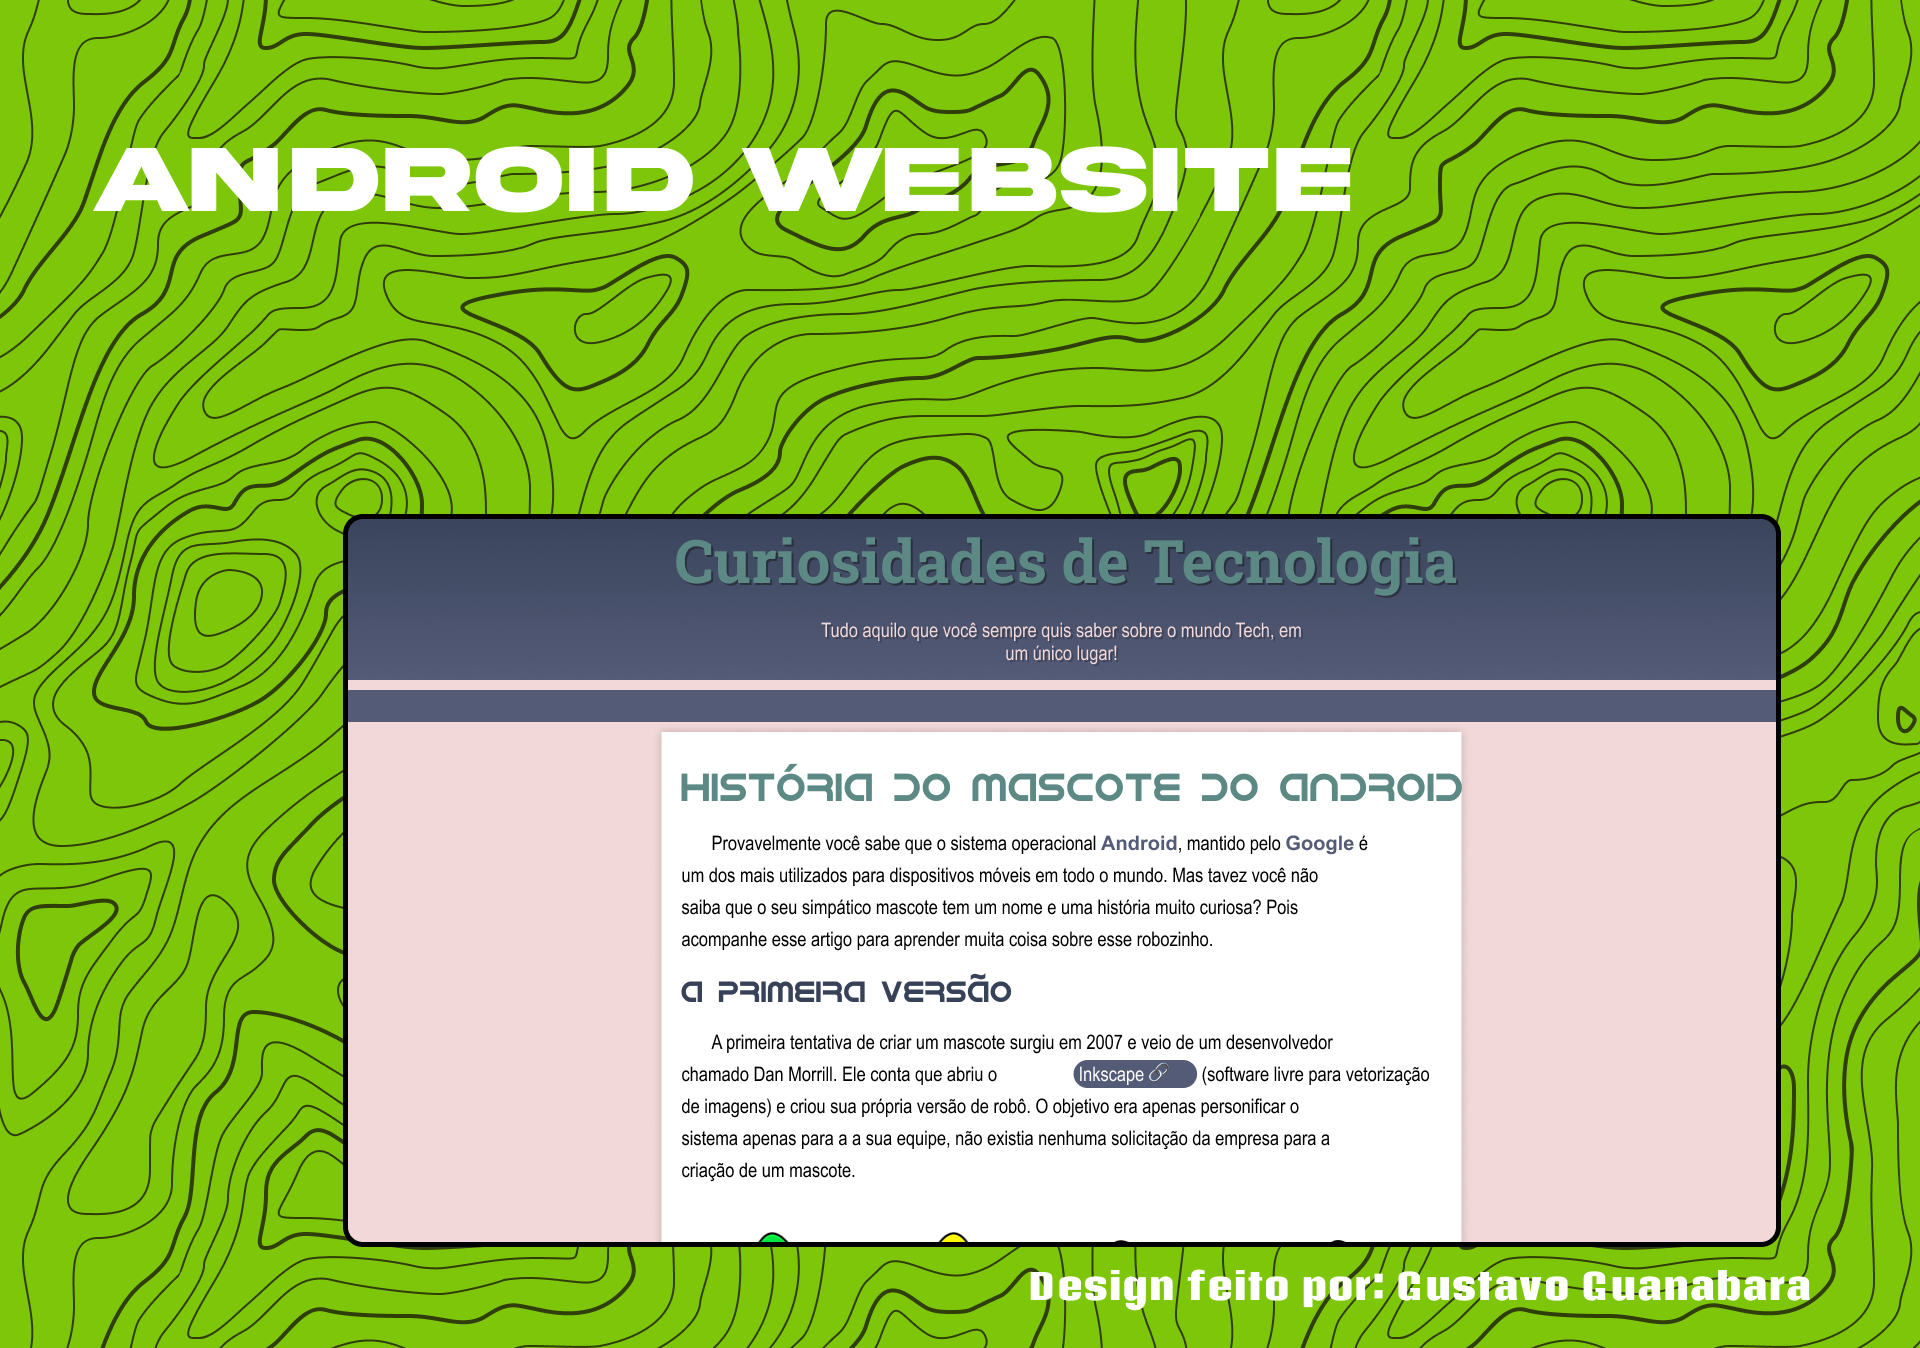 ANDROID WEBSITE
Curiosidades de Tecnologia
Tudo aquilo que você sempre quis saber sobre o mundo Tech, em
um único lugar!
HISTÓRIA DO MASCOTE DO ANDROID
Provavelmente você sabe que o sistema operacional Android, mantido pelo Google é
um dos mais utilizados para dispositivos móveis em todo o mundo. Mas tavez você não
saiba que o seu simpático mascote tem um nome e uma história muito curiosa? Pois
acompanhe esse artigo para aprender muita coisa sobre esse robozinho.
A PRIMEIRA VERSÃO
A primeira tentativa de criar um mascote surgiu em 2007 e veio de um desenvolvedor
chamado Dan Morrill. Ele conta que abriu o Inkscape (software livre para vetorização
de imagens) e criou sua própria versão de robô. O objetivo era apenas personificar o
sistema apenas para a a sua equipe, não existia nenhuma solicitação da empresa para a
criação de um mascote.
Design feito por: Gustavo Guanabara